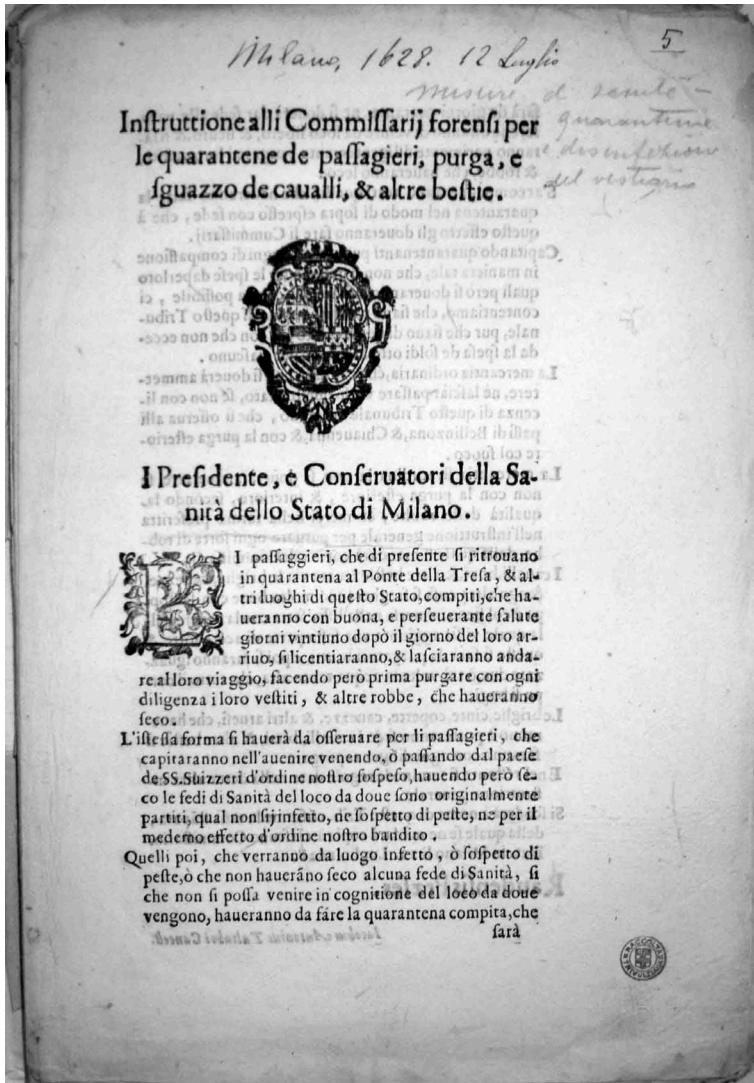 5
Milano, 1628. 12 Luglio
misure di sanità -
quarantine
e disinfezioni
del vestiario
Inſtruttione alli Commiſſarij forenſi per
le quarantene de paſſagieri, purga, e
ſguazzo de caualli, & altre beſtie.
I Preſidente, e Conſeruatori della Sa-
nità dello Stato di Milano.
LI paſſaggieri, che di preſente ſi ritrouano
in quarantena al Ponte della Treſa, & al-
tri luoghi di queſto Stato, compiti, che ha-
ueranno con buona, e perſeuerante ſalute
giorni vintiuno dopò il giorno del loro ar-
riuo, ſi licentiaranno, & laſciaranno anda-
re al loro viaggio, facendo però prima purgare con ogni
diligenza i loro veſtiti, & altre robbe, che haueranno
ſeco.
L'iſteſſa forma ſi hauerà da oſſeruare per li paſſagieri, che
capitaranno nell'auenire venendo, ò paſſando dal paeſe
de SS. Suizzeri d'ordine noſtro ſoſpeſo, hauendo però ſe-
co le fedi di Sanità del loco da doue ſono originalmente
partiti, qual non ſij infetto, ne ſoſpetto di peſte, ne per il
medemo effetto d'ordine noſtro bandito.
Quelli poi, che verranno da luogo infetto, ò ſoſpetto di
peſte, ò che non haueráno ſeco alcuna fede di Sanità, ſi
che non ſi poſſa venire in cognitione del loco da doue
vengono, haueranno da fare la quarantena compita, che
ſarà